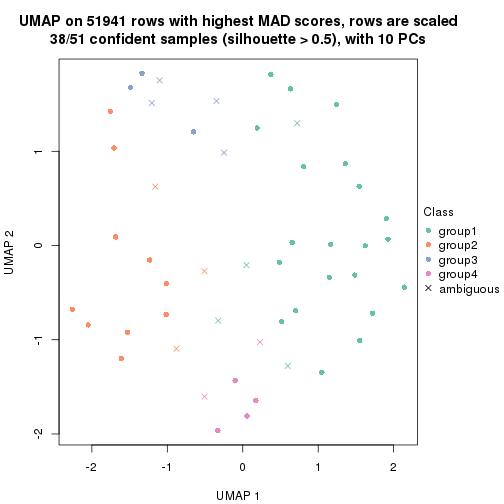 UMAP on 51941 rows with highest MAD scores, rows are scaled
38/51 confident samples (silhouette > 0.5), with 10 PCs
UMAP 2
1
0
-1
-2
-2
-1
0
1
2
UMAP 1
Class
group1
group2
group3
group4
ambiguous